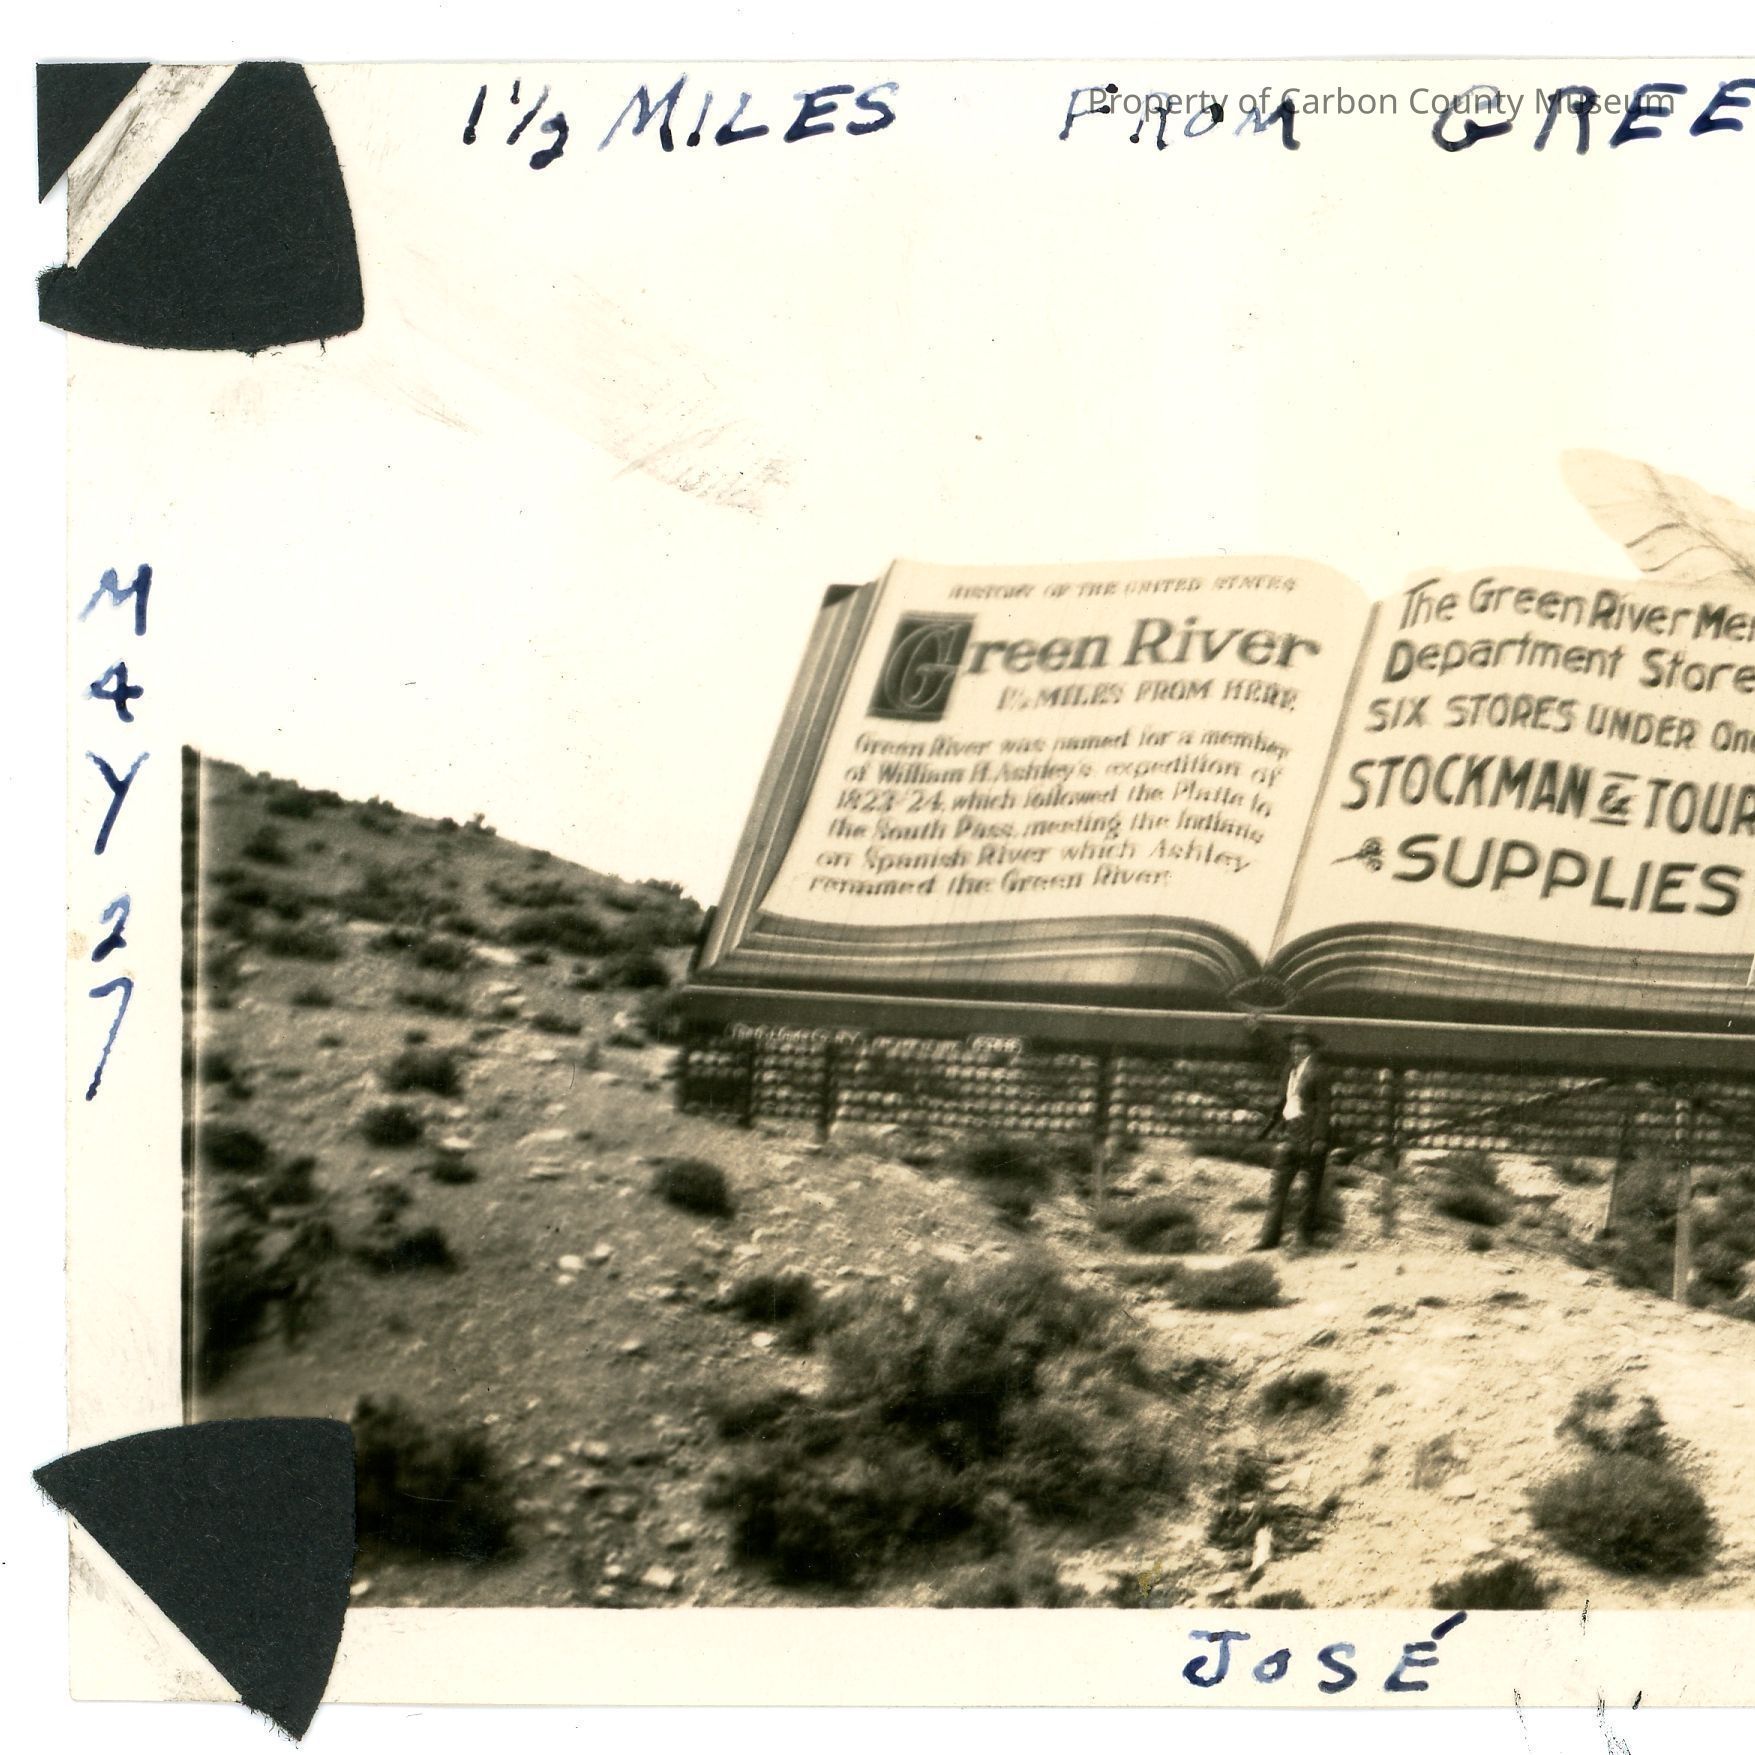 1½ MILES FROM GREE
Property of Carbon County Museum
MAY 27
HISTORY OF THE UNITED STATES
Green River
1½ MILES FROM HERE
Green River was named for a member
of William H. Ashley's expedition of
1823-'24, which followed the Platte to
the South Pass, meeting the Indians
on Spanish River which Ashley
renamed the Green River.
The Green River Mer
Department Store
SIX STORES UNDER One
STOCKMAN & TOUR
SUPPLIES
JOSÉ